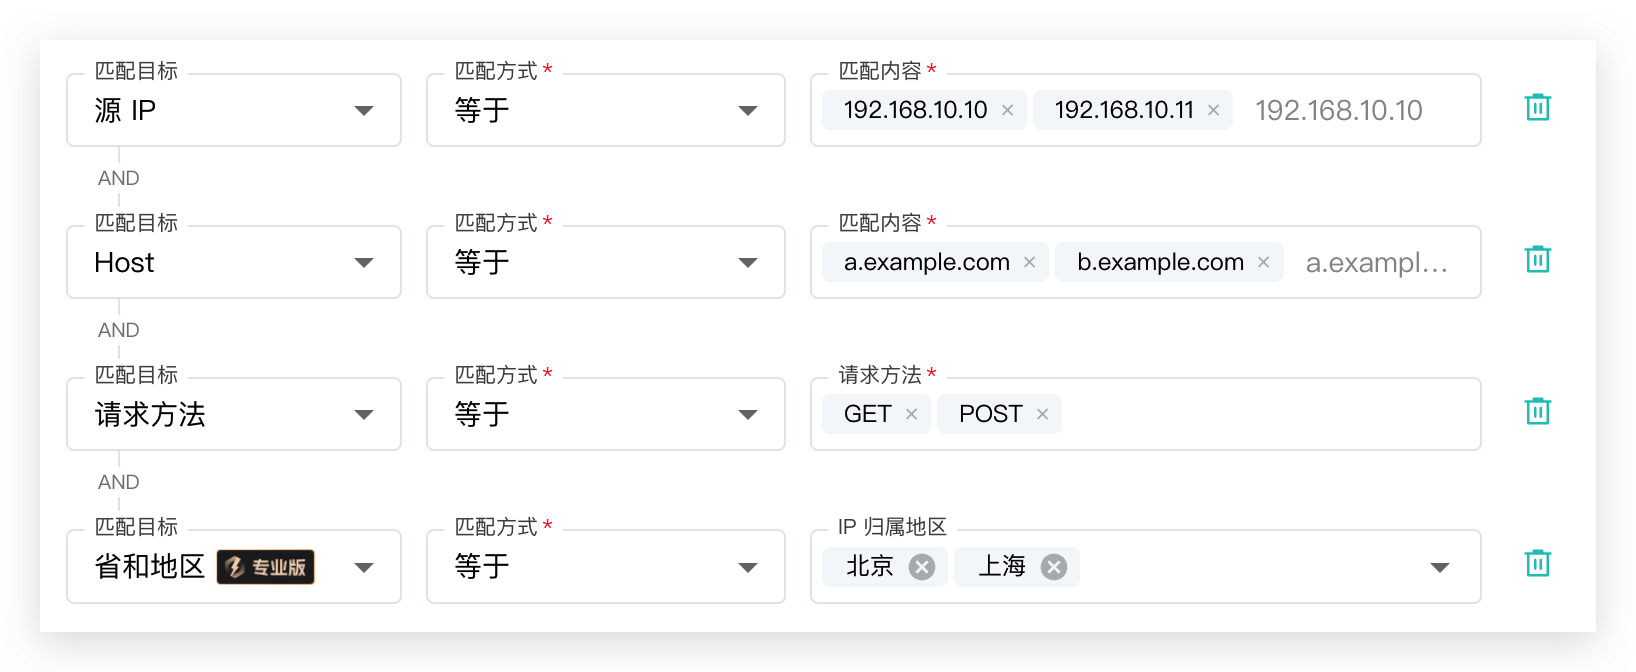 匹配目标 匹配方式 * 匹配内容 *
源 IP 等于 192.168.10.10 × 192.168.10.11 × 192.168.10.10
AND
匹配目标 匹配方式 * 匹配内容 *
Host 等于 a.example.com × b.example.com × a.exampl...
AND
匹配目标 匹配方式 * 请求方法 *
请求方法 等于 GET × POST ×
AND
匹配目标 匹配方式 * IP 归属地区
省和地区 专业版 等于 北京 上海